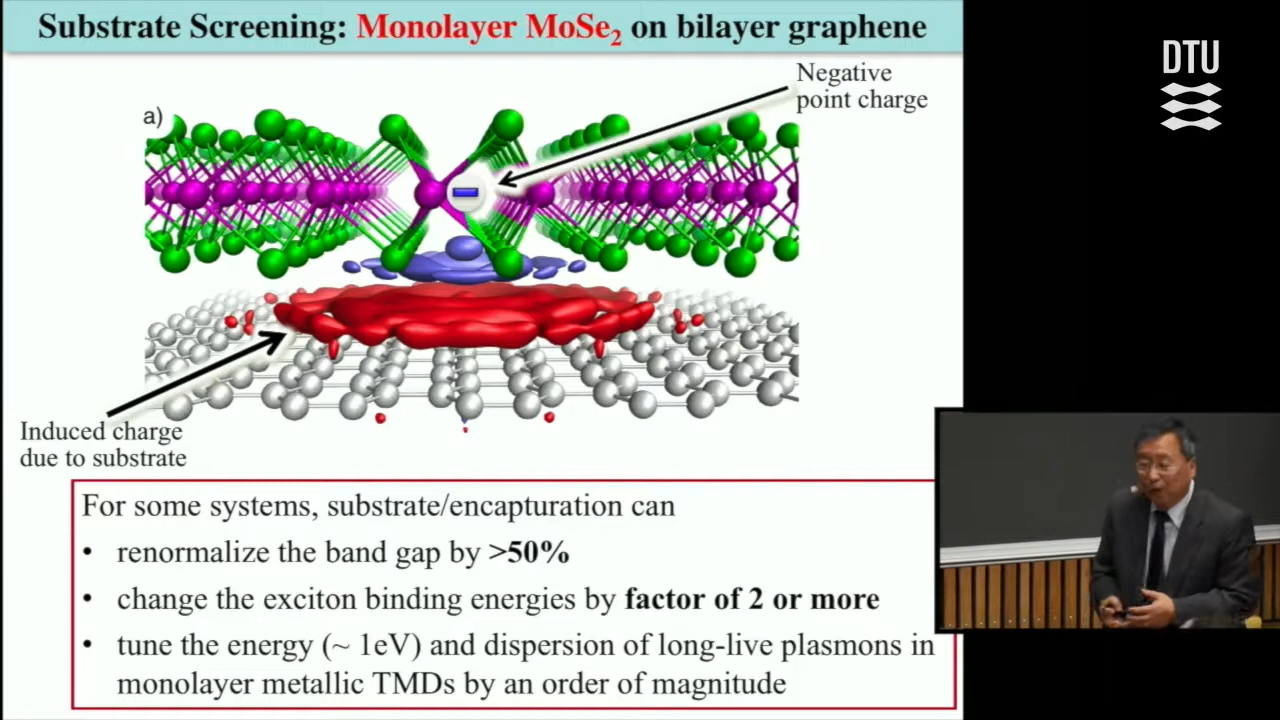 Substrate Screening: Monolayer MoSe₂ on bilayer graphene
DTU
Negative
point charge
a)
Induced charge
due to substrate
For some systems, substrate/encapturation can
• renormalize the band gap by >50%
• change the exciton binding energies by factor of 2 or more
• tune the energy (~ 1eV) and dispersion of long-live plasmons in
monolayer metallic TMDs by an order of magnitude